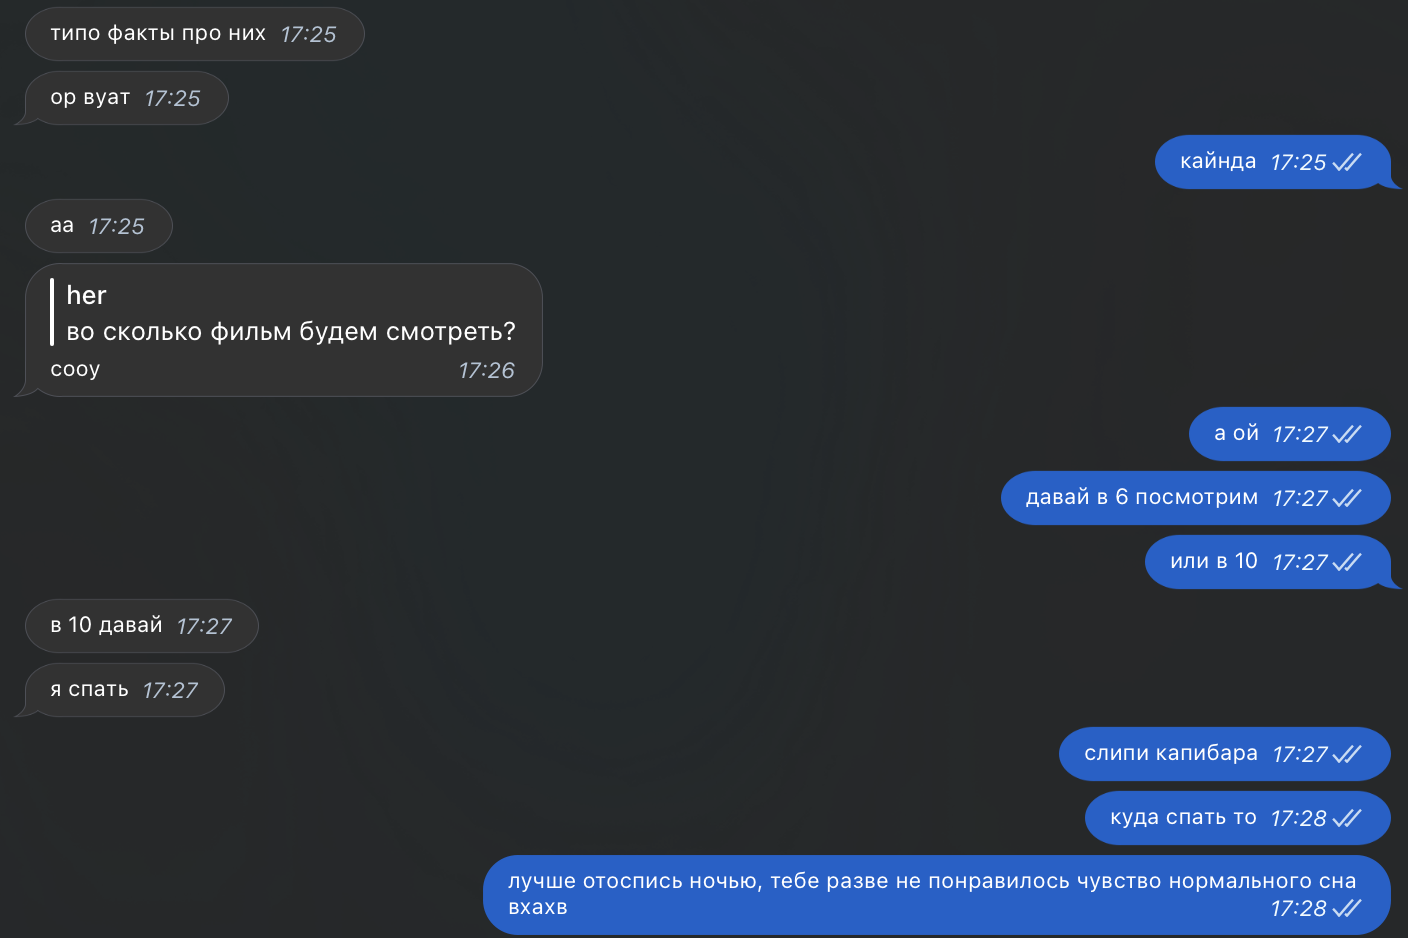 типо факты про них 17:25
ор вуат 17:25
кайнда 17:25
аа 17:25
her
во сколько фильм будем смотреть?
сооу 17:26
а ой 17:27
давай в 6 посмотрим 17:27
или в 10 17:27
в 10 давай 17:27
я спать 17:27
слипи капибара 17:27
куда спать то 17:28
лучше отоспись ночью, тебе разве не понравилось чувство нормального сна
вхахв 17:28